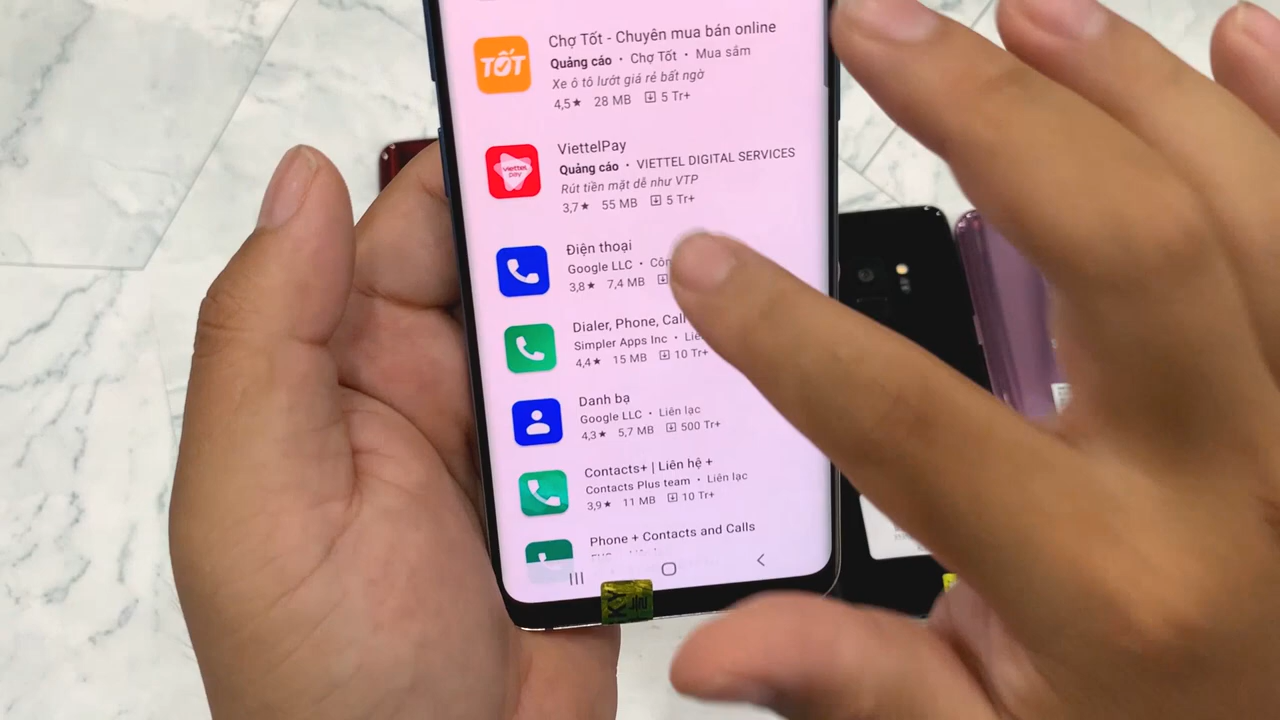 Chợ Tốt - Chuyên mua bán online
TỐT
Quảng cáo • Chợ Tốt • Mua sắm
Xe ô tô lướt giá rẻ bất ngờ
4,5★ 28 MB 5 Tr+
ViettelPay
viettel
pay
Quảng cáo • VIETTEL DIGITAL SERVICES
Rút tiền mặt dễ như VTP
3,7★ 55 MB 5 Tr+
Điện thoại
Google LLC •
3,8★ 7,4 MB
Dialer, Phone, Call
Simpler Apps Inc •
4,4★ 15 MB 10 Tr+
Danh bạ
Google LLC • Liên lạc
4,3★ 5,7 MB 500 Tr+
Contacts+ | Liên hệ +
Contacts Plus team • Liên lạc
3,9★ 11 MB 10 Tr+
Phone + Contacts and Calls